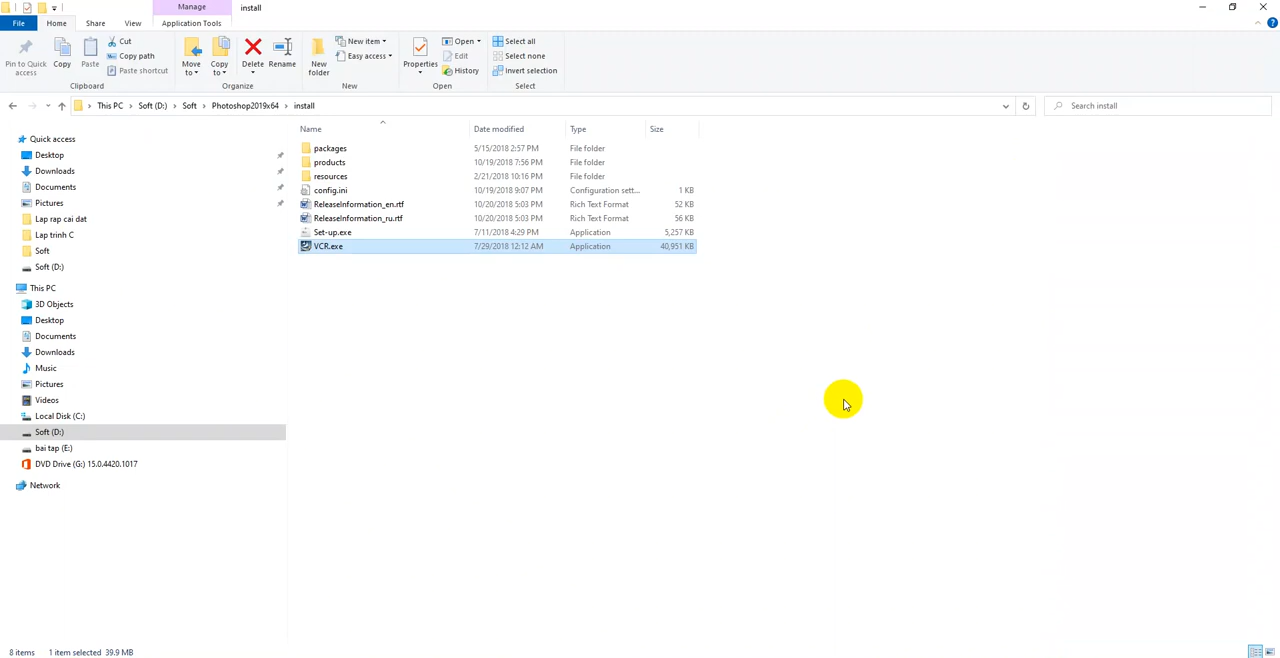 Manage
install
File
Home
Share
View
Application Tools
Pin to Quick access
Copy
Paste
Cut
Copy path
Paste shortcut
Clipboard
Move to
Copy to
Delete
Rename
Organize
New folder
New item
Easy access
New
Properties
Open
Edit
History
Open
Select all
Select none
Invert selection
Select
This PC
Soft (D:)
Soft
Photoshop2019x64
install
Search install
Name
Date modified
Type
Size
packages 5/15/2018 2:57 PM File folder
products 10/19/2018 7:56 PM File folder
resources 2/21/2018 10:16 PM File folder
config.ini 10/19/2018 9:07 PM Configuration sett... 1 KB
ReleaseInformation_en.rtf 10/20/2018 5:03 PM Rich Text Format 52 KB
ReleaseInformation_ru.rtf 10/20/2018 5:03 PM Rich Text Format 56 KB
Set-up.exe 7/11/2018 4:29 PM Application 5,257 KB
VCR.exe 7/29/2018 12:12 AM Application 40,951 KB
Quick access
Desktop
Downloads
Documents
Pictures
Lap rap cai dat
Lap trinh C
Soft
Soft (D:)
This PC
3D Objects
Desktop
Documents
Downloads
Music
Pictures
Videos
Local Disk (C:)
Soft (D:)
bai tap (E:)
DVD Drive (G:) 15.0.4420.1017
Network
8 items
1 item selected 39.9 MB